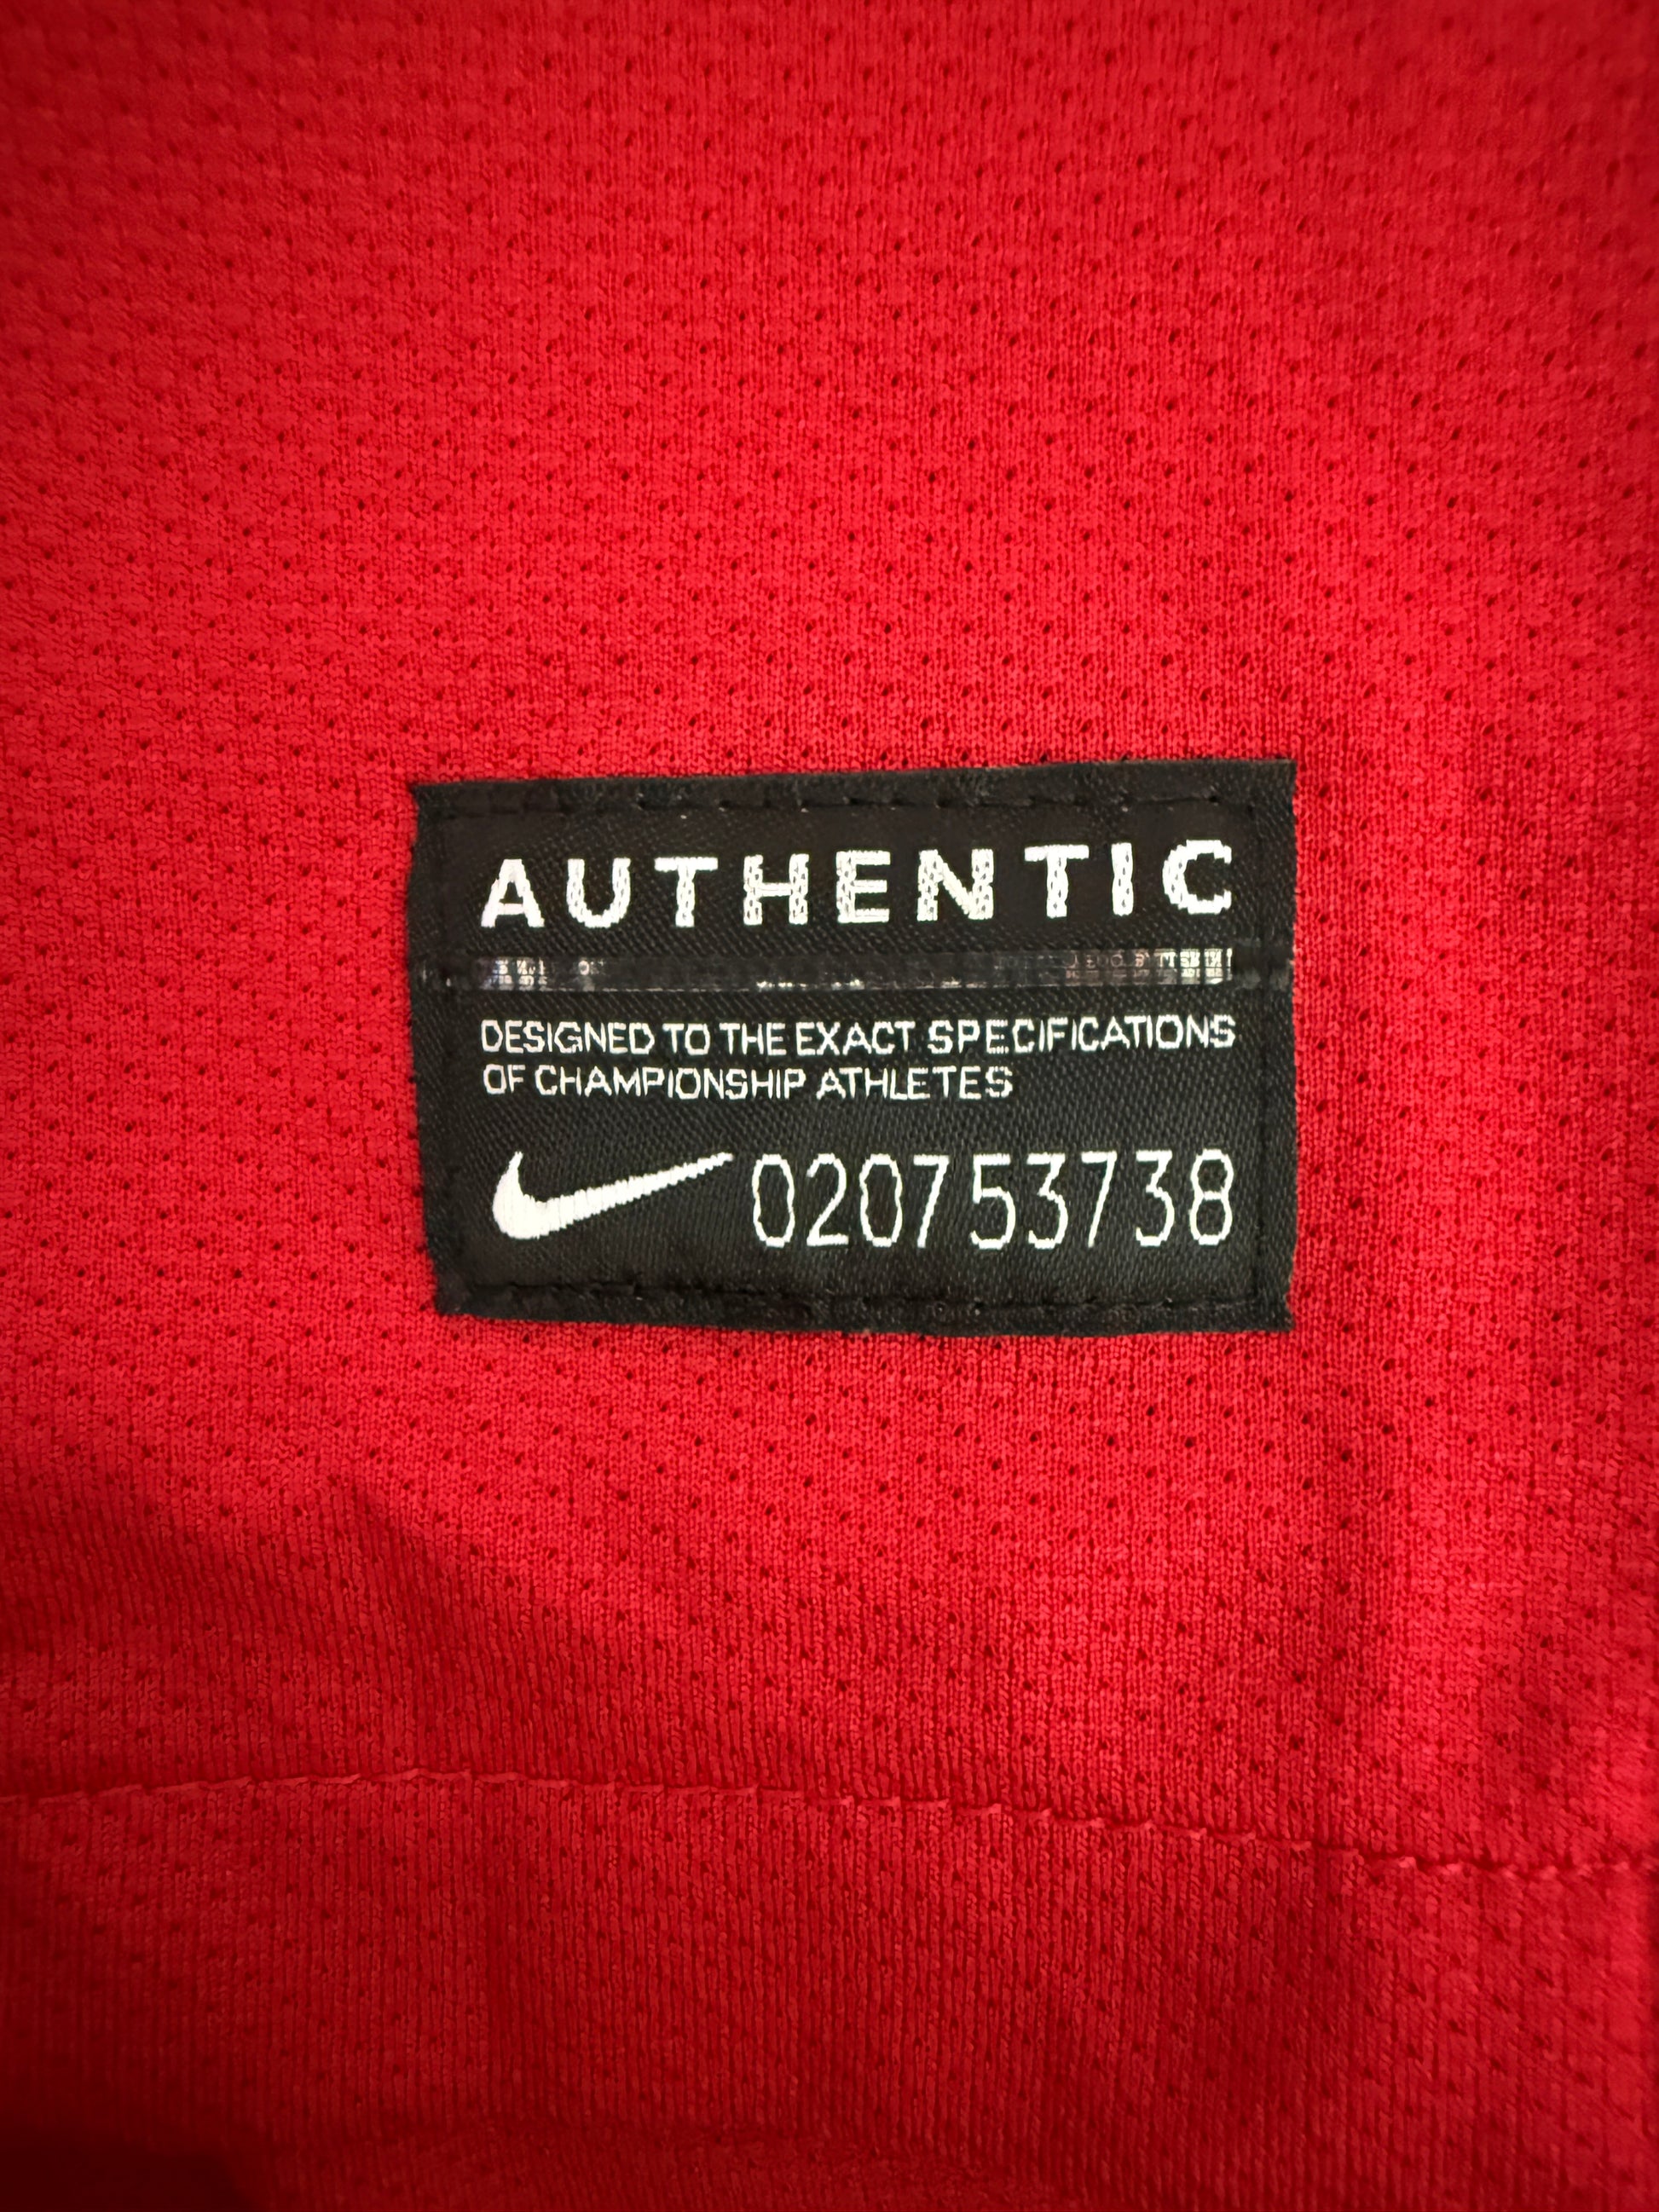 AUTHENTIC
DESIGNED TO THE EXACT SPECIFICATIONS
OF CHAMPIONSHIP ATHLETES
020753738